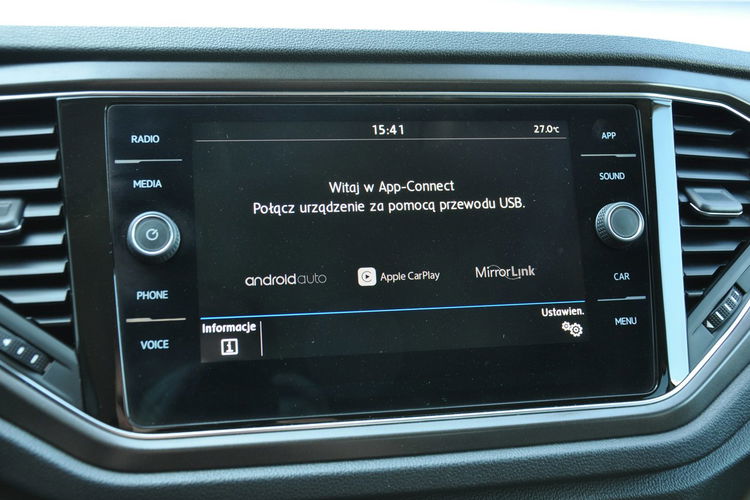 RADIO
MEDIA
PHONE
VOICE
15:41
27.0°C
Witaj w App-Connect
Połącz urządzenie za pomocą przewodu USB.
androidauto
Apple CarPlay
MirrorLink
Informacje
Ustawien.
APP
SOUND
CAR
MENU